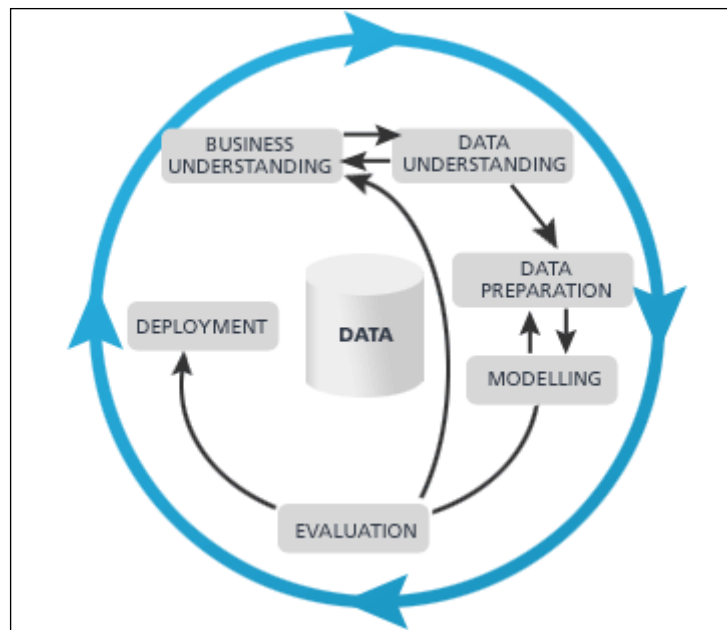 BUSINESS
UNDERSTANDING
DATA
UNDERSTANDING
DATA
PREPARATION
DEPLOYMENT
DATA
MODELLING
EVALUATION